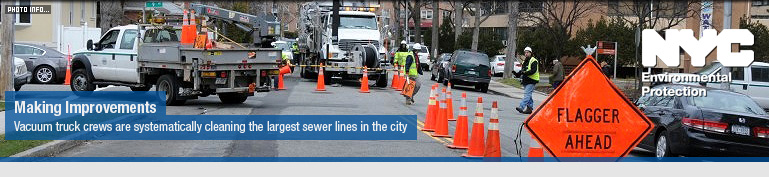 PHOTO INFO...
NYC
Environmental
Protection
Making Improvements
Vacuum truck crews are systematically cleaning the largest sewer lines in the city
FLAGGER
AHEAD